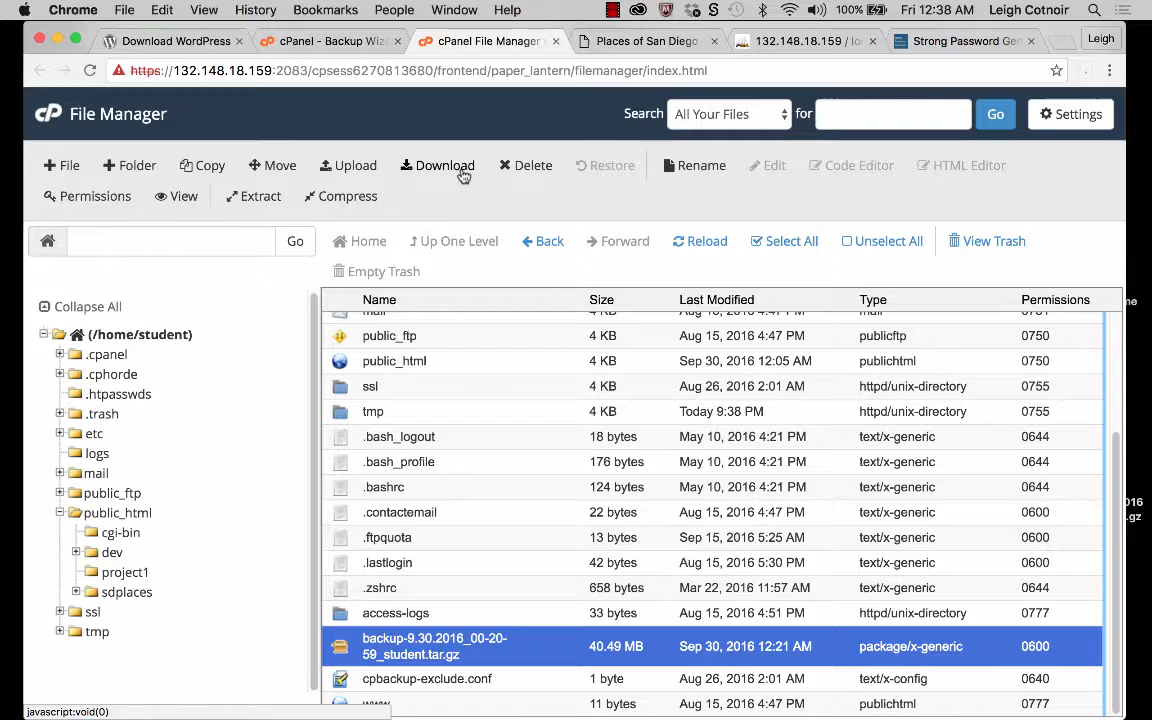 Chrome File Edit View History Bookmarks People Window Help 100% Fri 12:38 AM Leigh Cotnoir
Download WordPress × cPanel - Backup Wiz × cPanel File Manager × Places of San Diego × 132.148.18.159 / lo × Strong Password Gen × Leigh
https://132.148.18.159:2083/cpsess6270813680/frontend/paper_lantern/filemanager/index.html
cP File Manager Search All Your Files for Go Settings
File Folder Copy Move Upload Download Delete Restore Rename Edit Code Editor HTML Editor
Permissions View Extract Compress
Go Home Up One Level Back Forward Reload Select All Unselect All View Trash
Empty Trash
Collapse All
(/home/student)
.cpanel
.cphorde
.htpasswds
.trash
etc
logs
mail
public_ftp
public_html
cgi-bin
dev
project1
sdplaces
ssl
tmp
Name Size Last Modified Type Permissions
mail 4 KB Aug 15, 2016 4:47 PM mail 0751
public_ftp 4 KB Aug 15, 2016 4:47 PM publicftp 0750
public_html 4 KB Sep 30, 2016 12:05 AM publichtml 0750
ssl 4 KB Aug 26, 2016 2:01 AM httpd/unix-directory 0755
tmp 4 KB Today 9:38 PM httpd/unix-directory 0755
.bash_logout 18 bytes May 10, 2016 4:21 PM text/x-generic 0644
.bash_profile 176 bytes May 10, 2016 4:21 PM text/x-generic 0644
.bashrc 124 bytes May 10, 2016 4:21 PM text/x-generic 0644
.contactemail 22 bytes Aug 15, 2016 4:47 PM text/x-generic 0600
.ftpquota 13 bytes Sep 15, 2016 5:25 AM text/x-generic 0600
.lastlogin 42 bytes Aug 15, 2016 5:30 PM text/x-generic 0600
.zshrc 658 bytes Mar 22, 2016 11:57 AM text/x-generic 0644
access-logs 33 bytes Aug 15, 2016 4:51 PM httpd/unix-directory 0777
backup-9.30.2016_00-20-
59_student.tar.gz 40.49 MB Sep 30, 2016 12:21 AM package/x-generic 0600
cpbackup-exclude.conf 1 byte Aug 26, 2016 2:01 AM text/x-config 0640
www 11 bytes Aug 15, 2016 4:47 PM publichtml 0777
javascript:void(0)
me
016
.gz